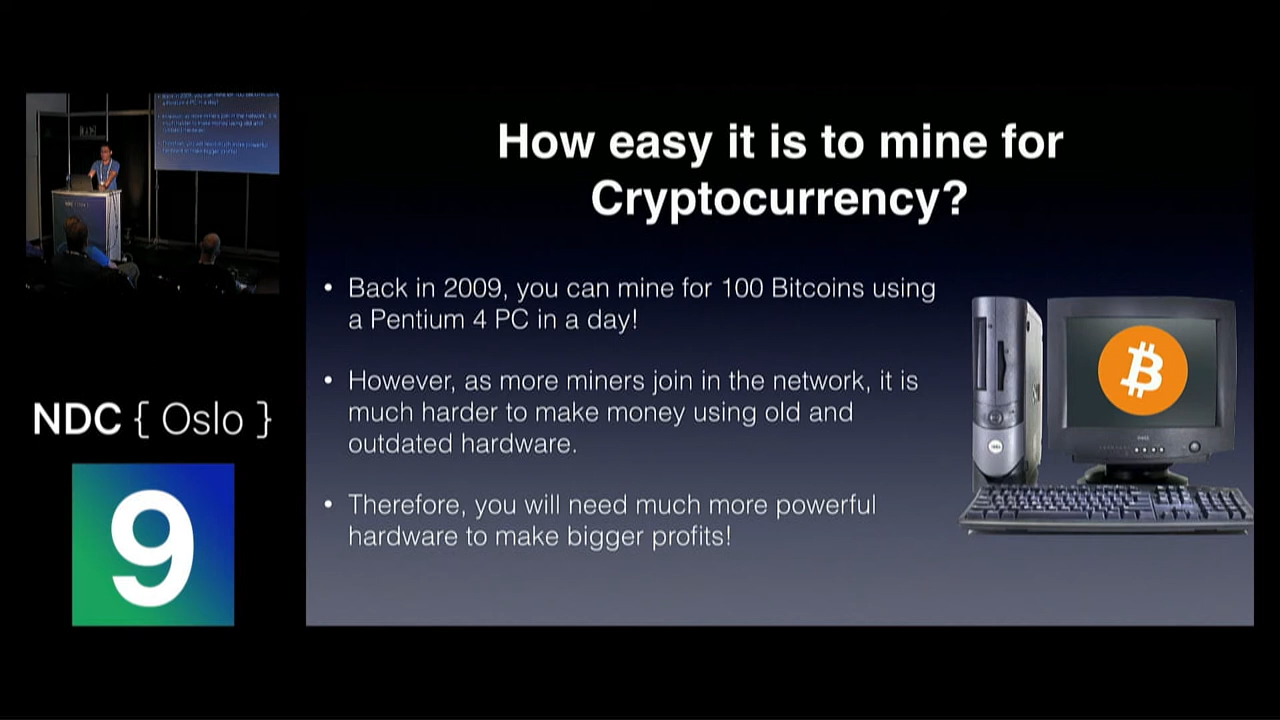 How easy it is to mine for
Cryptocurrency?
• Back in 2009, you can mine for 100 Bitcoins using
a Pentium 4 PC in a day!
• However, as more miners join in the network, it is
much harder to make money using old and
outdated hardware.
• Therefore, you will need much more powerful
hardware to make bigger profits!
NDC { Oslo }
9